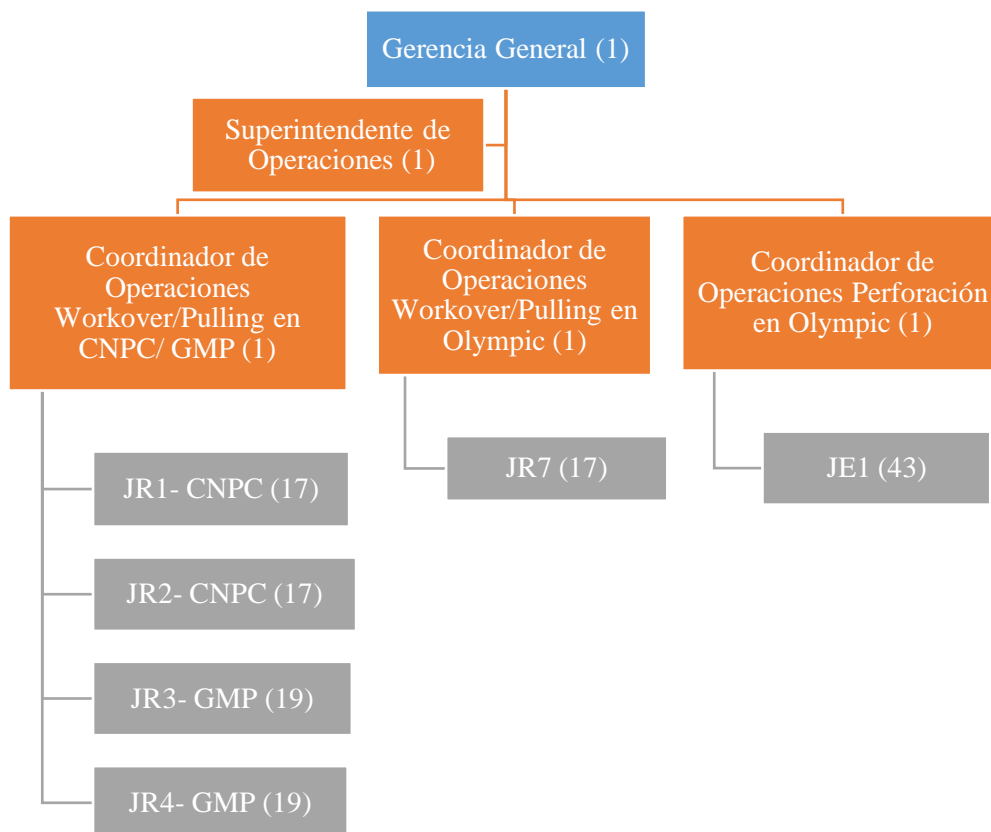 Gerencia General (1)
Superintendente de
Operaciones (1)
Coordinador de
Operaciones
Workover/Pulling en
CNPC/ GMP (1)
Coordinador de
Operaciones
Workover/Pulling en
Olympic (1)
Coordinador de
Operaciones Perforación
en Olympic (1)
JR1- CNPC (17)
JR2- CNPC (17)
JR3- GMP (19)
JR4- GMP (19)
JR7 (17)
JE1 (43)